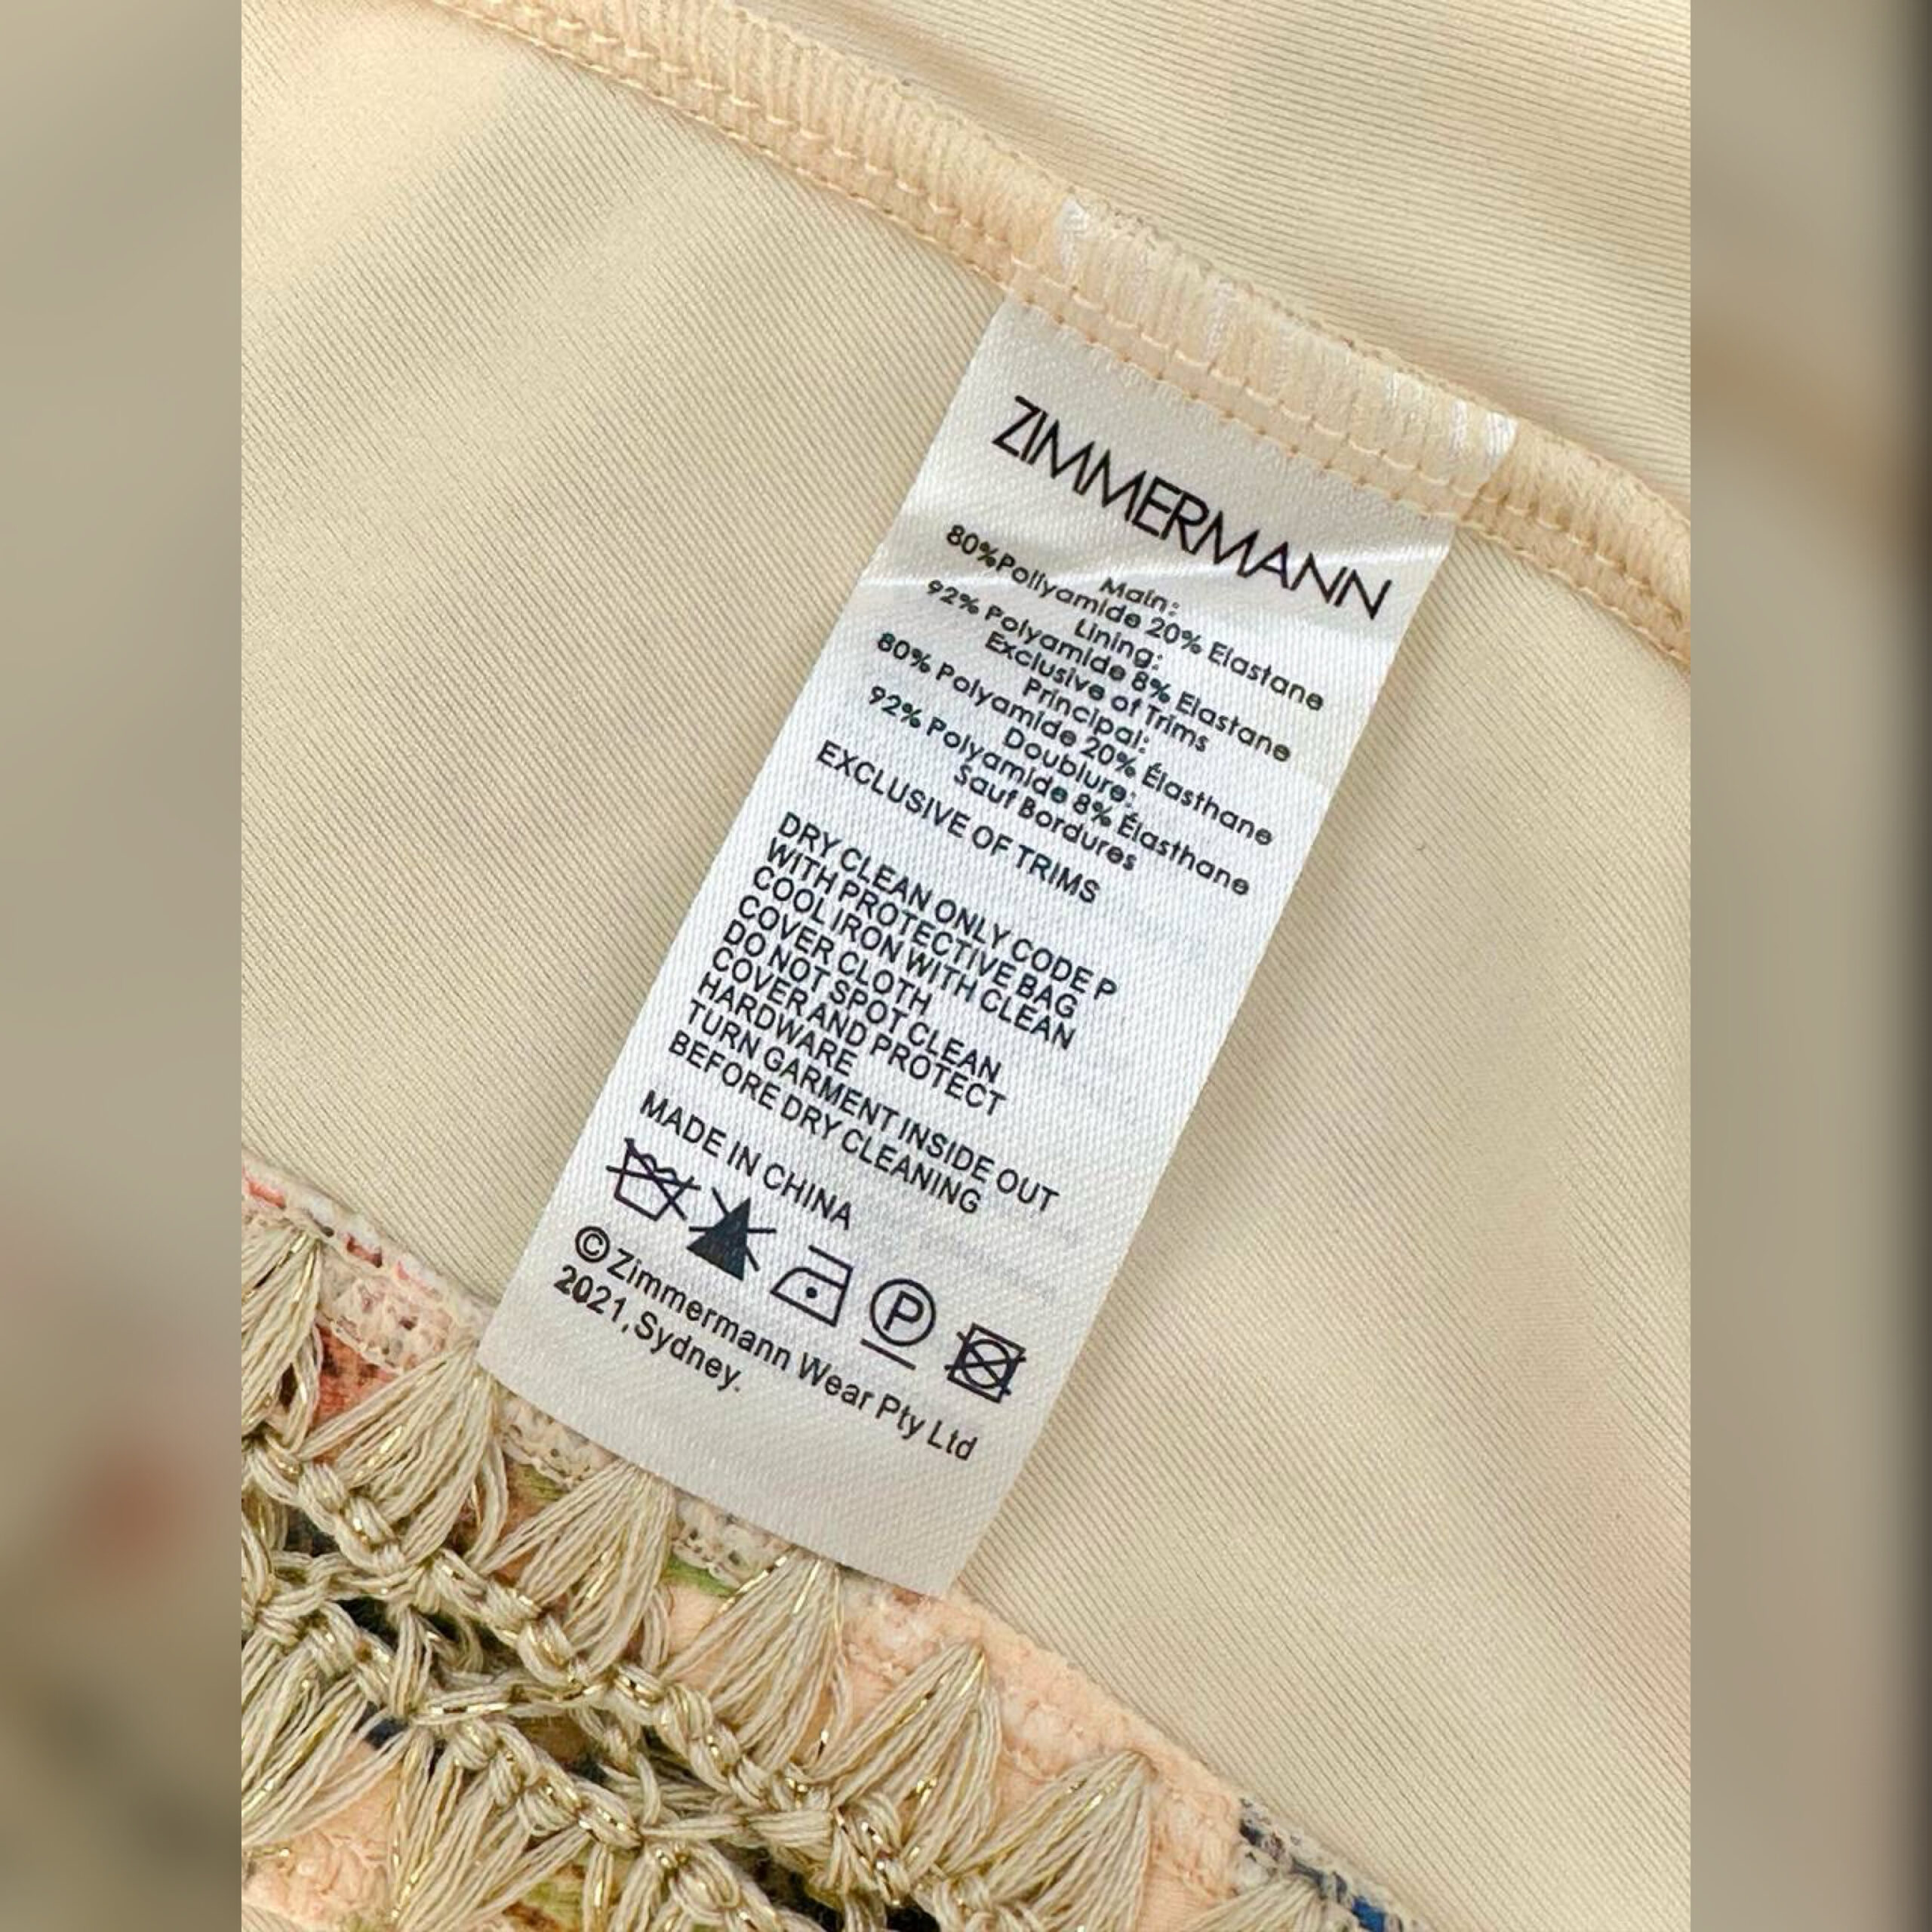 ZIMMERMANN
Main:
80%Pollyamide 20% Elastane
Lining:
92% Polyamide 8% Elastane
Exclusive of Trims
Principal:
80% Polyamide 20% Élasthane
Doublure:
92% Polyamide 8% Élasthane
Sauf Bordures
EXCLUSIVE OF TRIMS
DRY CLEAN ONLY CODE P
WITH PROTECTIVE BAG
COOL IRON WITH CLEAN
COVER CLOTH
DO NOT SPOT CLEAN
COVER AND PROTECT
HARDWARE
TURN GARMENT INSIDE OUT
BEFORE DRY CLEANING
MADE IN CHINA
P
© Zimmermann Wear Pty Ltd
2021, Sydney.